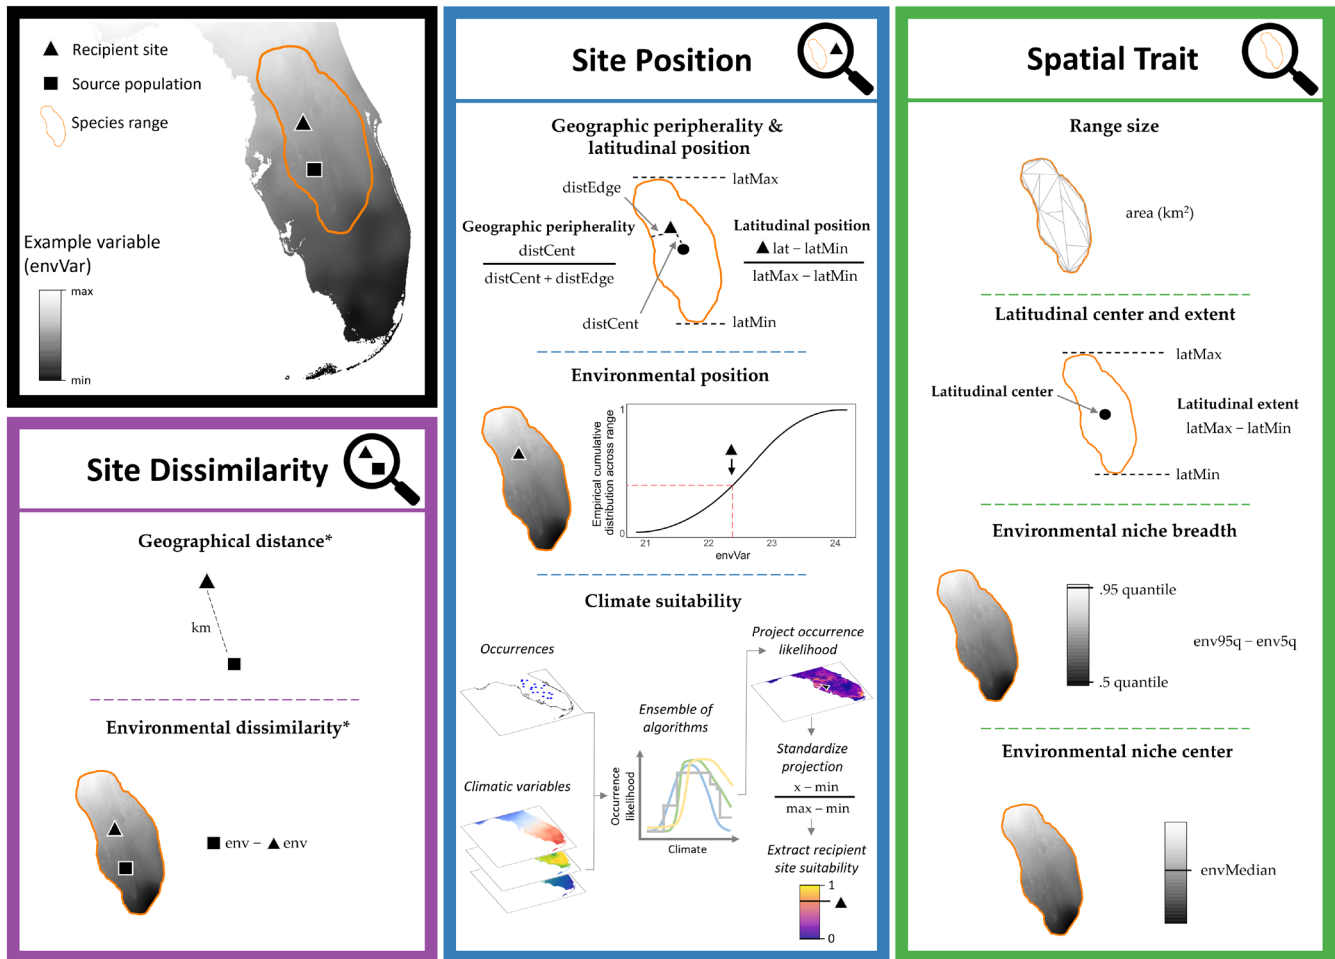 Recipient site
Source population
Species range
Example variable
(envVar)
max
min
Site Dissimilarity
Geographical distance*
km
Environmental dissimilarity*
env – env
Site Position
Geographic peripherality &
latitudinal position
distEdge
latMax
Geographic peripherality
distCent
distCent + distEdge
Latitudinal position
lat – latMin
latMax – latMin
distCent
latMin
Environmental position
Empirical cumulative
distribution across range
1
0
21
22
23
24
envVar
Climate suitability
Occurrences
Climatic variables
Ensemble of
algorithms
Occurrence
likelihood
Climate
Project occurrence
likelihood
Standardize
projection
x – min
max – min
Extract recipient
site suitability
1
0
Spatial Trait
Range size
area (km²)
Latitudinal center and extent
latMax
Latitudinal center
Latitudinal extent
latMax – latMin
latMin
Environmental niche breadth
.95 quantile
env95q – env5q
.5 quantile
Environmental niche center
envMedian